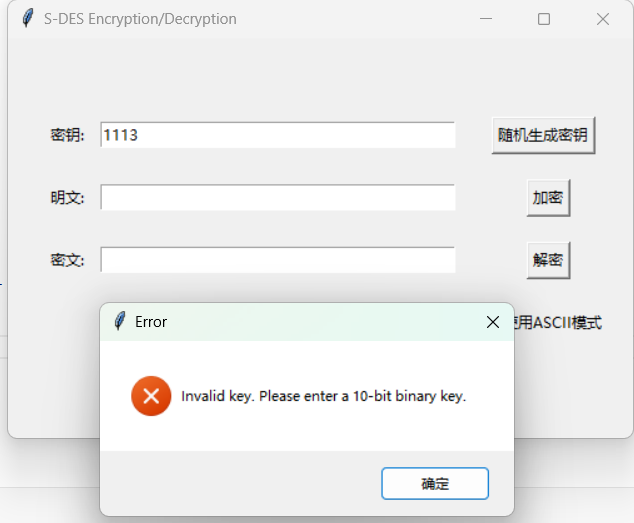 S-DES Encryption/Decryption
密钥: 1113 随机生成密钥
明文: 加密
密文: 解密
使用ASCII模式
Error
Invalid key. Please enter a 10-bit binary key.
确定